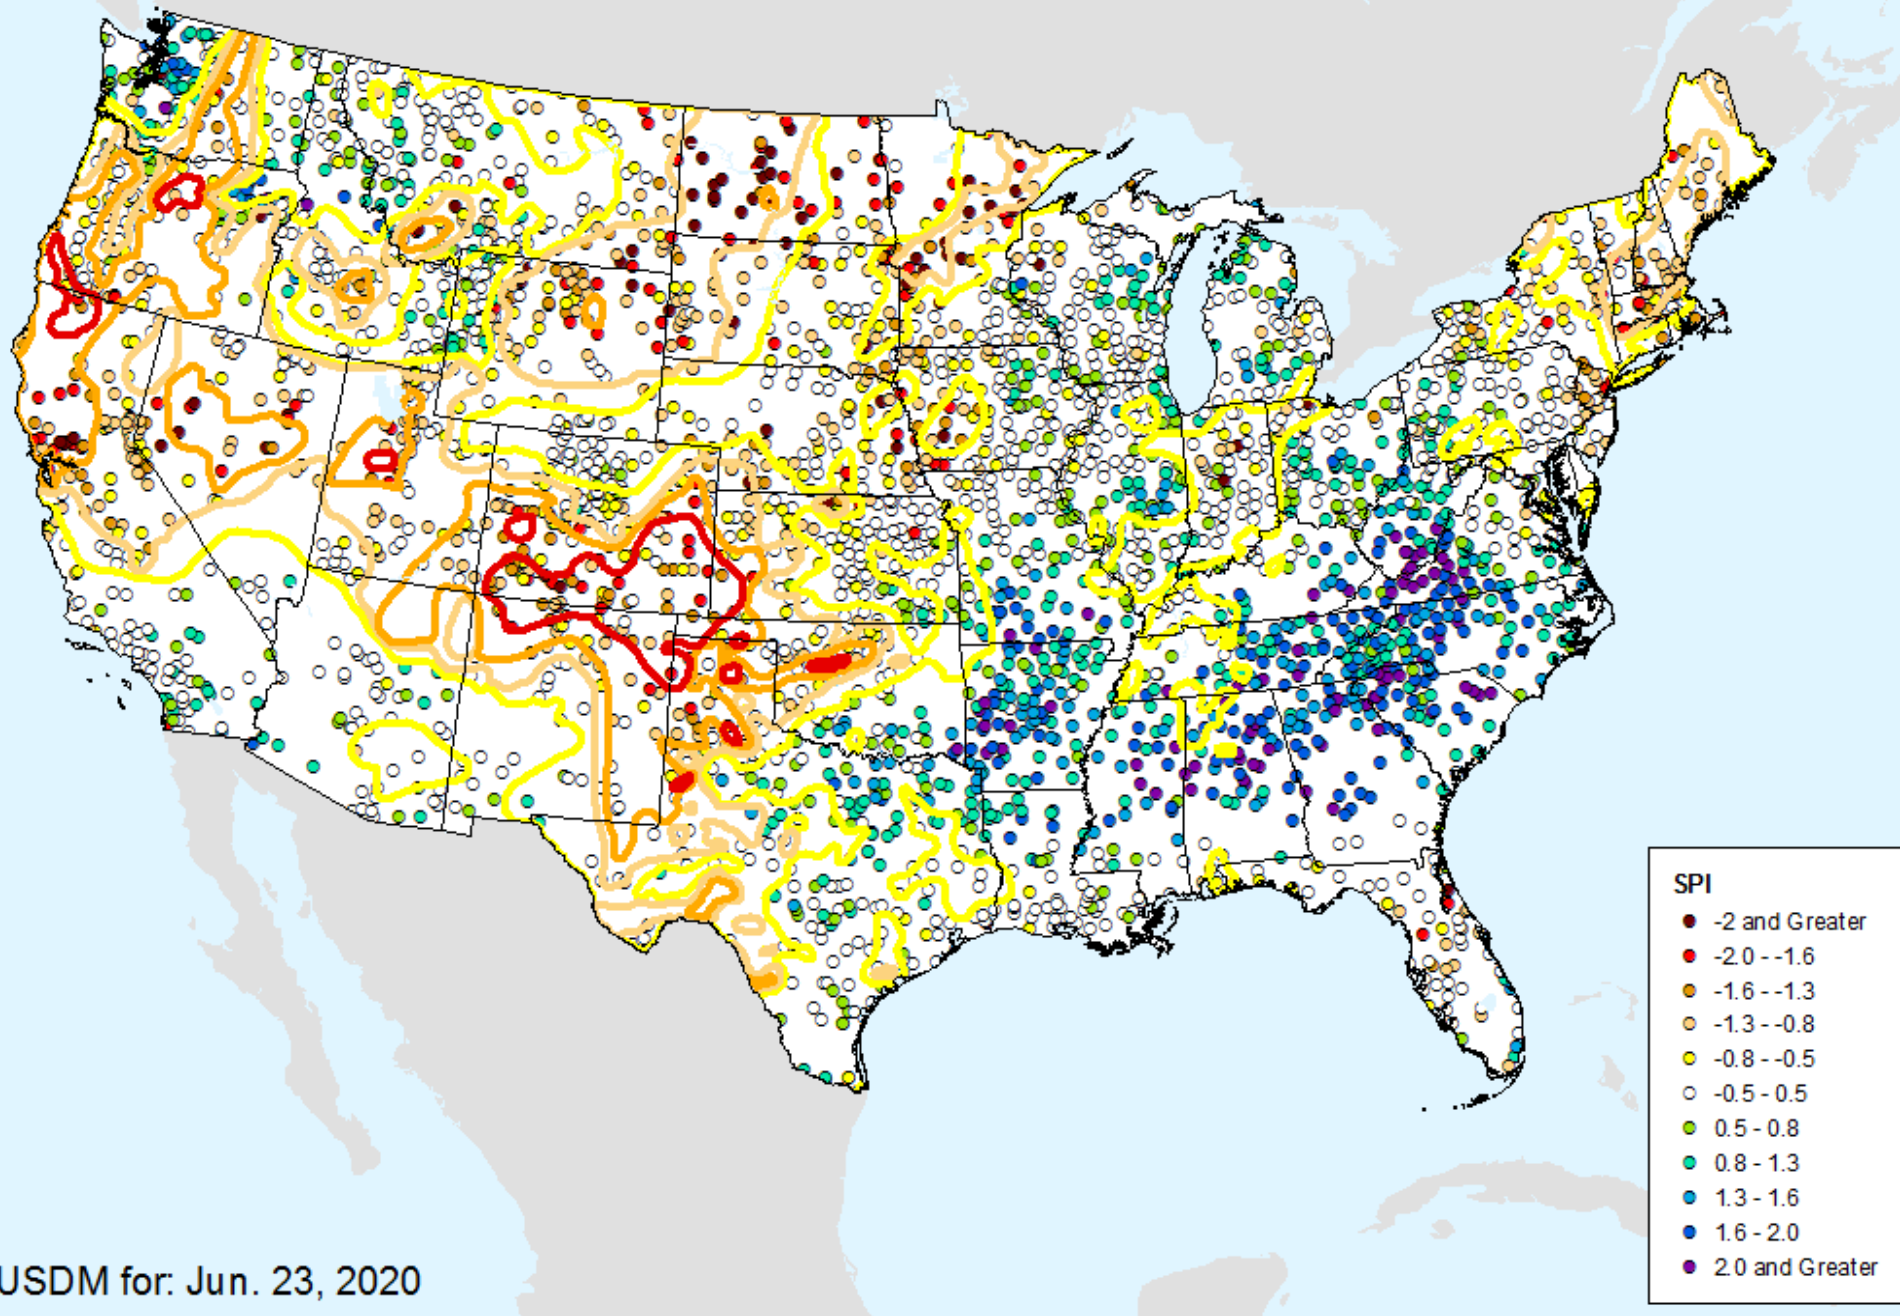 SPI
-2 and Greater
-2.0 - -1.6
-1.6 - -1.3
-1.3 - -0.8
-0.8 - -0.5
-0.5 - 0.5
0.5 - 0.8
0.8 - 1.3
1.3 - 1.6
1.6 - 2.0
2.0 and Greater
USDM for: Jun. 23, 2020